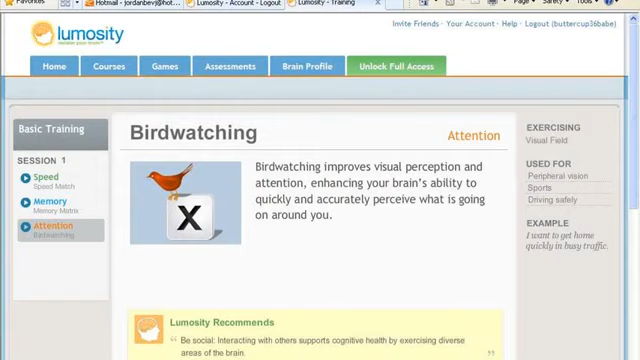 Favorites
Hotmail - jordanbevj@hot...
Lumosity - Account - Logout
Lumosity - Training
Page
Safety
Tools
Invite Friends · Your Account · Help · Logout (buttercup36babe)
lumosity
Home
Courses
Games
Assessments
Brain Profile
Unlock Full Access
Basic Training
SESSION 1
Speed
Speed Match
Memory
Memory Matrix
Attention
Birdwatching
Birdwatching
Attention
X
Birdwatching improves visual perception and
attention, enhancing your brain's ability to
quickly and accurately perceive what is going
on around you.
Lumosity Recommends
Be social: Interacting with others supports cognitive health by exercising diverse
areas of the brain.
EXERCISING
Visual Field
USED FOR
Peripheral vision
Sports
Driving safely
EXAMPLE
I want to get home
quickly in busy traffic.